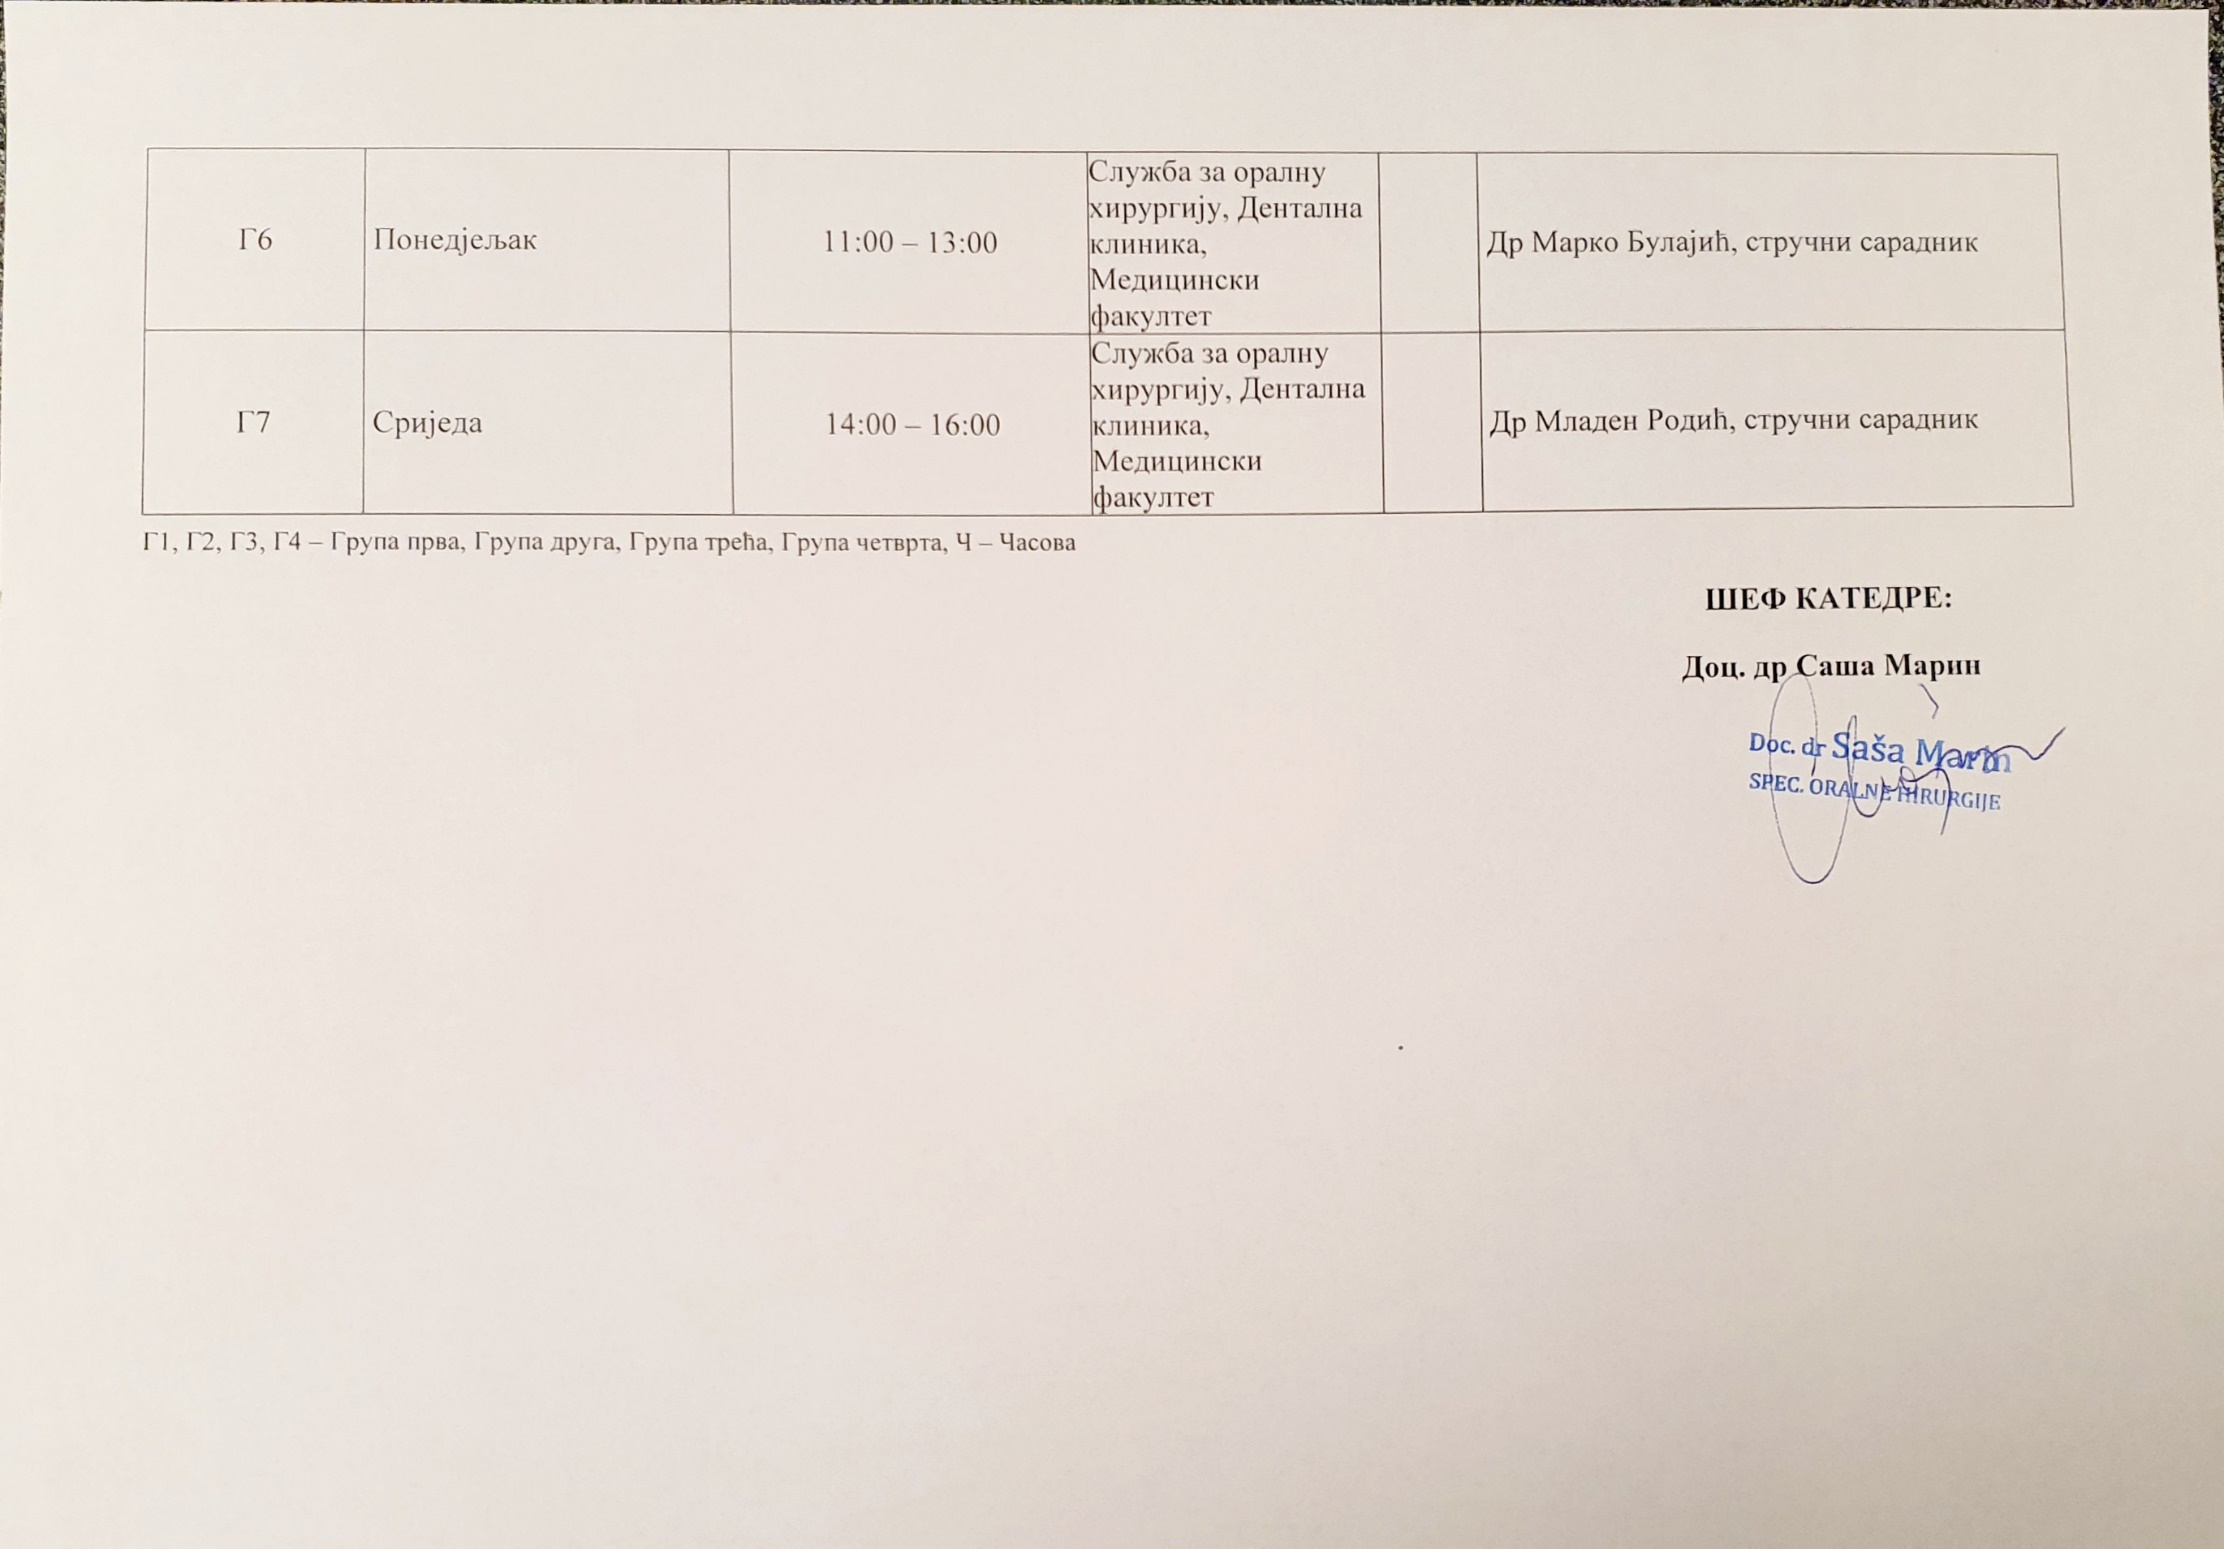 Г6
Понедјељак
11:00 – 13:00
Служба за оралну
хирургију, Дентална
клиника,
Медицински
факултет
Др Марко Булајић, стручни сарадник
Г7
Сриједа
14:00 – 16:00
Служба за оралну
хирургију, Дентална
клиника,
Медицински
факултет
Др Младен Родић, стручни сарадник
Г1, Г2, Г3, Г4 – Група прва, Група друга, Група трећа, Група четврта, Ч – Часова
ШЕФ КАТЕДРЕ:
Доц. др Саша Марин
Doc. dr Saša Marin
SPEC. ORALNE HIRURGIJE